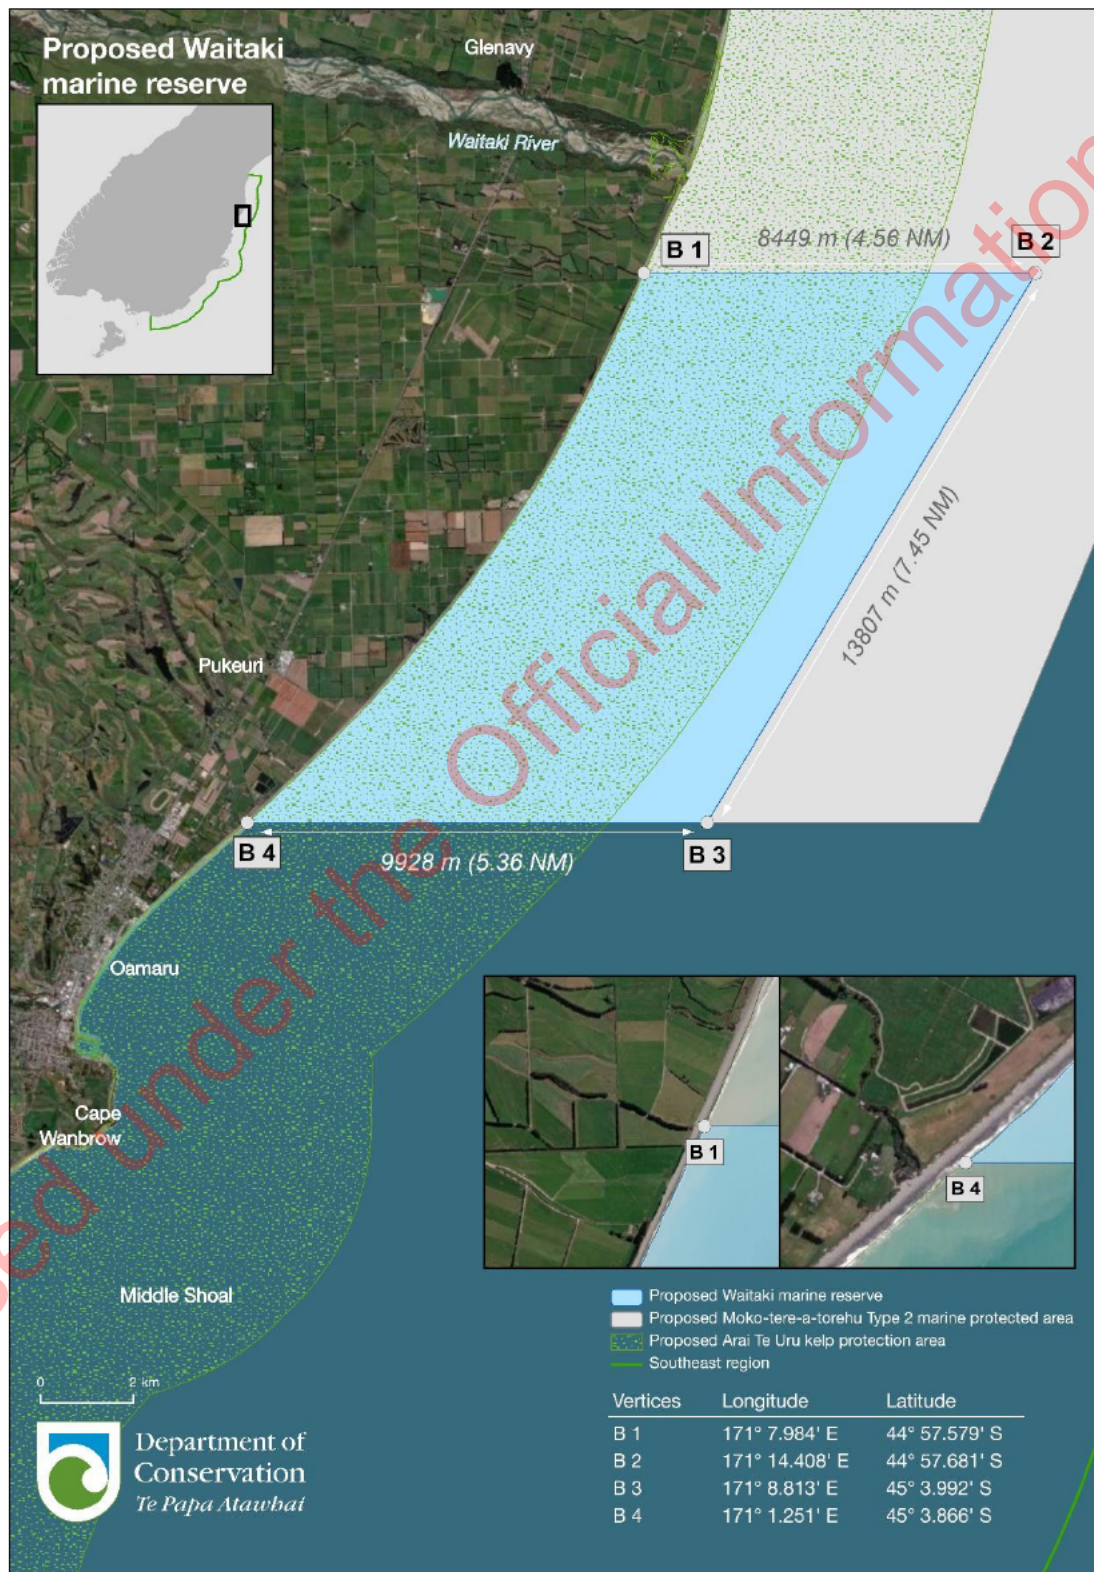 Proposed Waitaki
marine reserve
Glenavy
Waitaki River
B 1
8449 m (4.56 NM)
B 2
13807 m (7.45 NM)
Pukeuri
B 4
9928 m (5.36 NM)
B 3
Oamaru
Cape
Wanbrow
Middle Shoal
B 1
B 4
Proposed Waitaki marine reserve
Proposed Moko-tere-a-torehu Type 2 marine protected area
Proposed Arai Te Uru kelp protection area
Southeast region
0 2 km
Vertices Longitude Latitude
B 1 171° 7.984' E 44° 57.579' S
B 2 171° 14.408' E 44° 57.681' S
B 3 171° 8.813' E 45° 3.992' S
B 4 171° 1.251' E 45° 3.866' S
Department of
Conservation
Te Papa Atawhai
sed under the Official Information